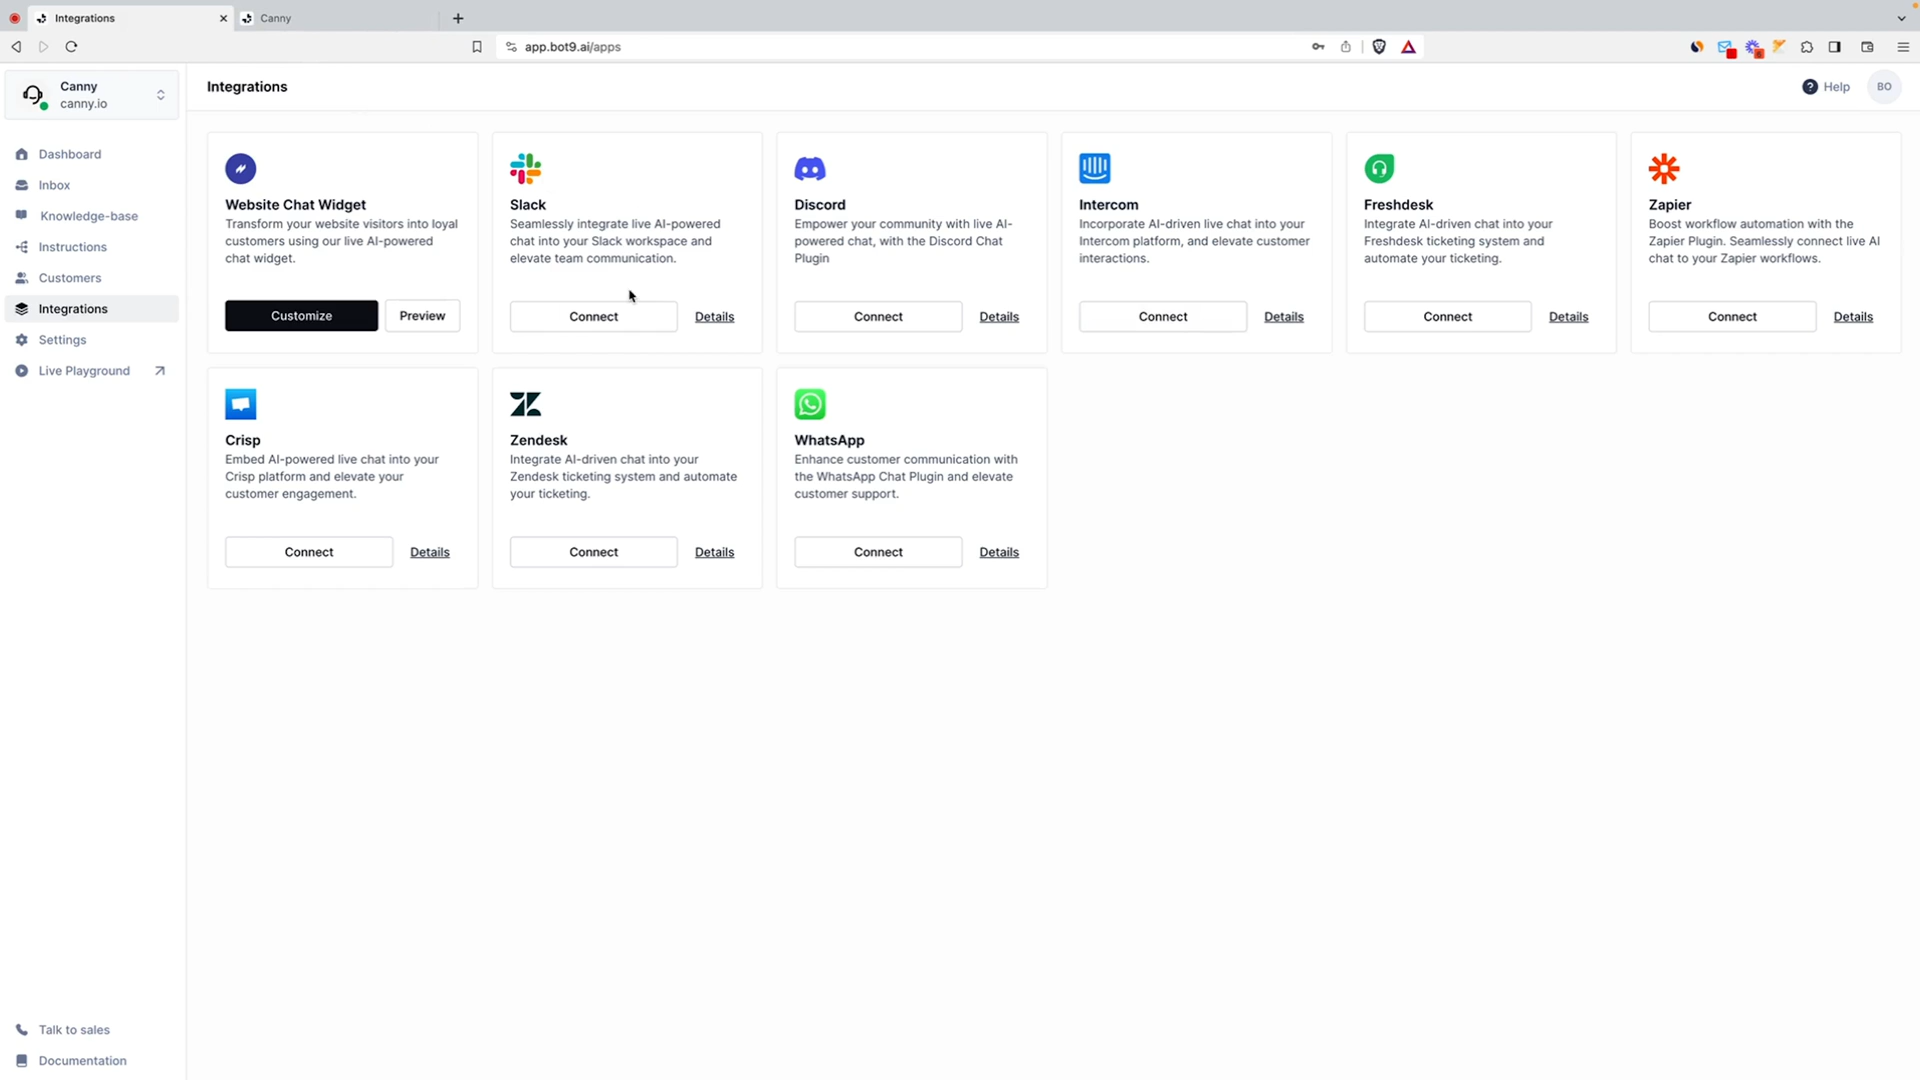 Integrations
Canny
app.bot9.ai/apps
Canny
canny.io
Integrations
Help
BO
Dashboard
Inbox
Knowledge-base
Instructions
Customers
Integrations
Settings
Live Playground
Website Chat Widget
Transform your website visitors into loyal
customers using our live AI-powered
chat widget.
Customize
Preview
Slack
Seamlessly integrate live AI-powered
chat into your Slack workspace and
elevate team communication.
Connect
Details
Discord
Empower your community with live AI-
powered chat, with the Discord Chat
Plugin
Connect
Details
Intercom
Incorporate AI-driven live chat into your
Intercom platform, and elevate customer
interactions.
Connect
Details
Freshdesk
Integrate AI-driven chat into your
Freshdesk ticketing system and
automate your ticketing.
Connect
Details
Zapier
Boost workflow automation with the
Zapier Plugin. Seamlessly connect live AI
chat to your Zapier workflows.
Connect
Details
Crisp
Embed AI-powered live chat into your
Crisp platform and elevate your
customer engagement.
Connect
Details
Zendesk
Integrate AI-driven chat into your
Zendesk ticketing system and automate
your ticketing.
Connect
Details
WhatsApp
Enhance customer communication with
the WhatsApp Chat Plugin and elevate
customer support.
Connect
Details
Talk to sales
Documentation